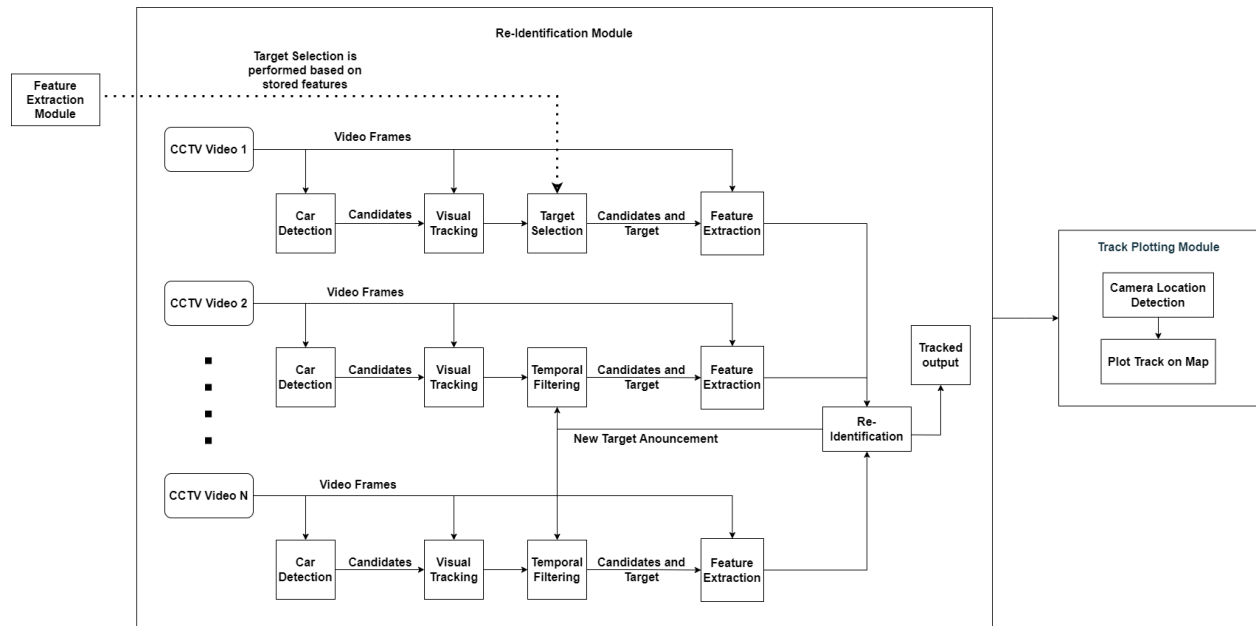 Re-Identification Module
Target Selection is
performed based on
stored features
Feature
Extraction
Module
CCTV Video 1
Video Frames
Car
Detection
Candidates
Visual
Tracking
Target
Selection
Candidates and
Target
Feature
Extraction
CCTV Video 2
Video Frames
Car
Detection
Candidates
Visual
Tracking
Temporal
Filtering
Candidates and
Target
Feature
Extraction
Re-
Identification
Tracked
output
New Target Anouncement
CCTV Video N
Video Frames
Car
Detection
Candidates
Visual
Tracking
Temporal
Filtering
Candidates and
Target
Feature
Extraction
Track Plotting Module
Camera Location
Detection
Plot Track on Map